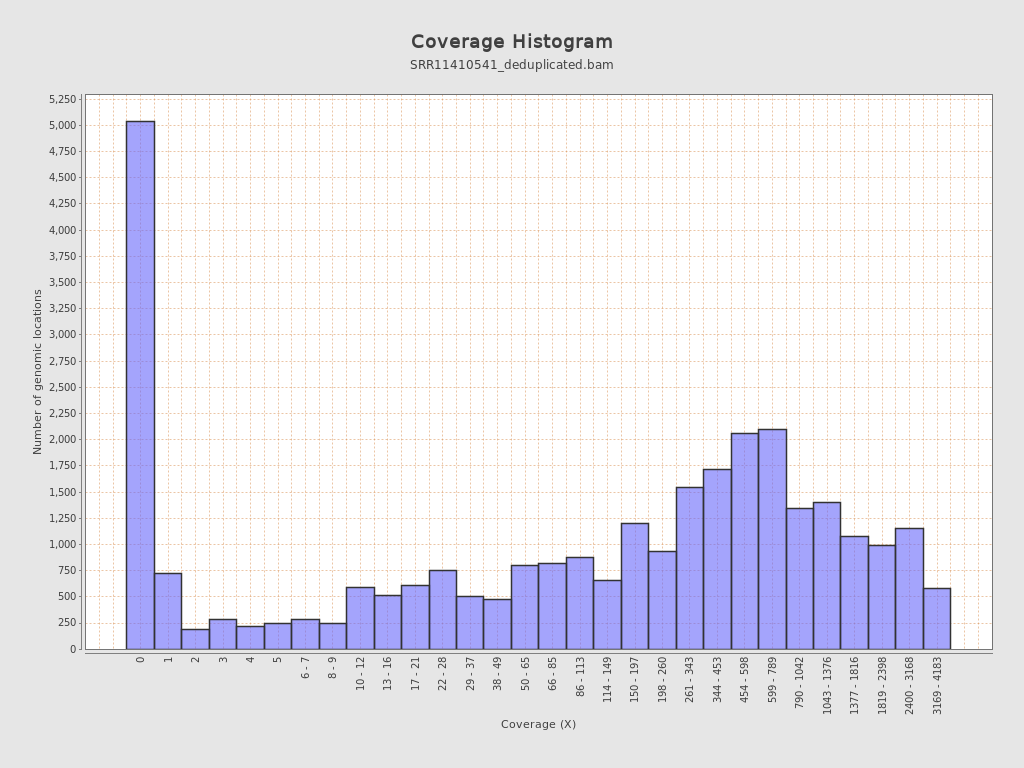 Coverage Histogram
SRR11410541_deduplicated.bam
Number of genomic locations
5,250
5,000
4,750
4,500
4,250
4,000
3,750
3,500
3,250
3,000
2,750
2,500
2,250
2,000
1,750
1,500
1,250
1,000
750
500
250
0
0
1
2
3
4
5
6 - 7
8 - 9
10 - 12
13 - 16
17 - 21
22 - 28
29 - 37
38 - 49
50 - 65
66 - 85
86 - 113
114 - 149
150 - 197
198 - 260
261 - 343
344 - 453
454 - 598
599 - 789
790 - 1042
1043 - 1376
1377 - 1816
1819 - 2398
2400 - 3168
3169 - 4183
Coverage (X)